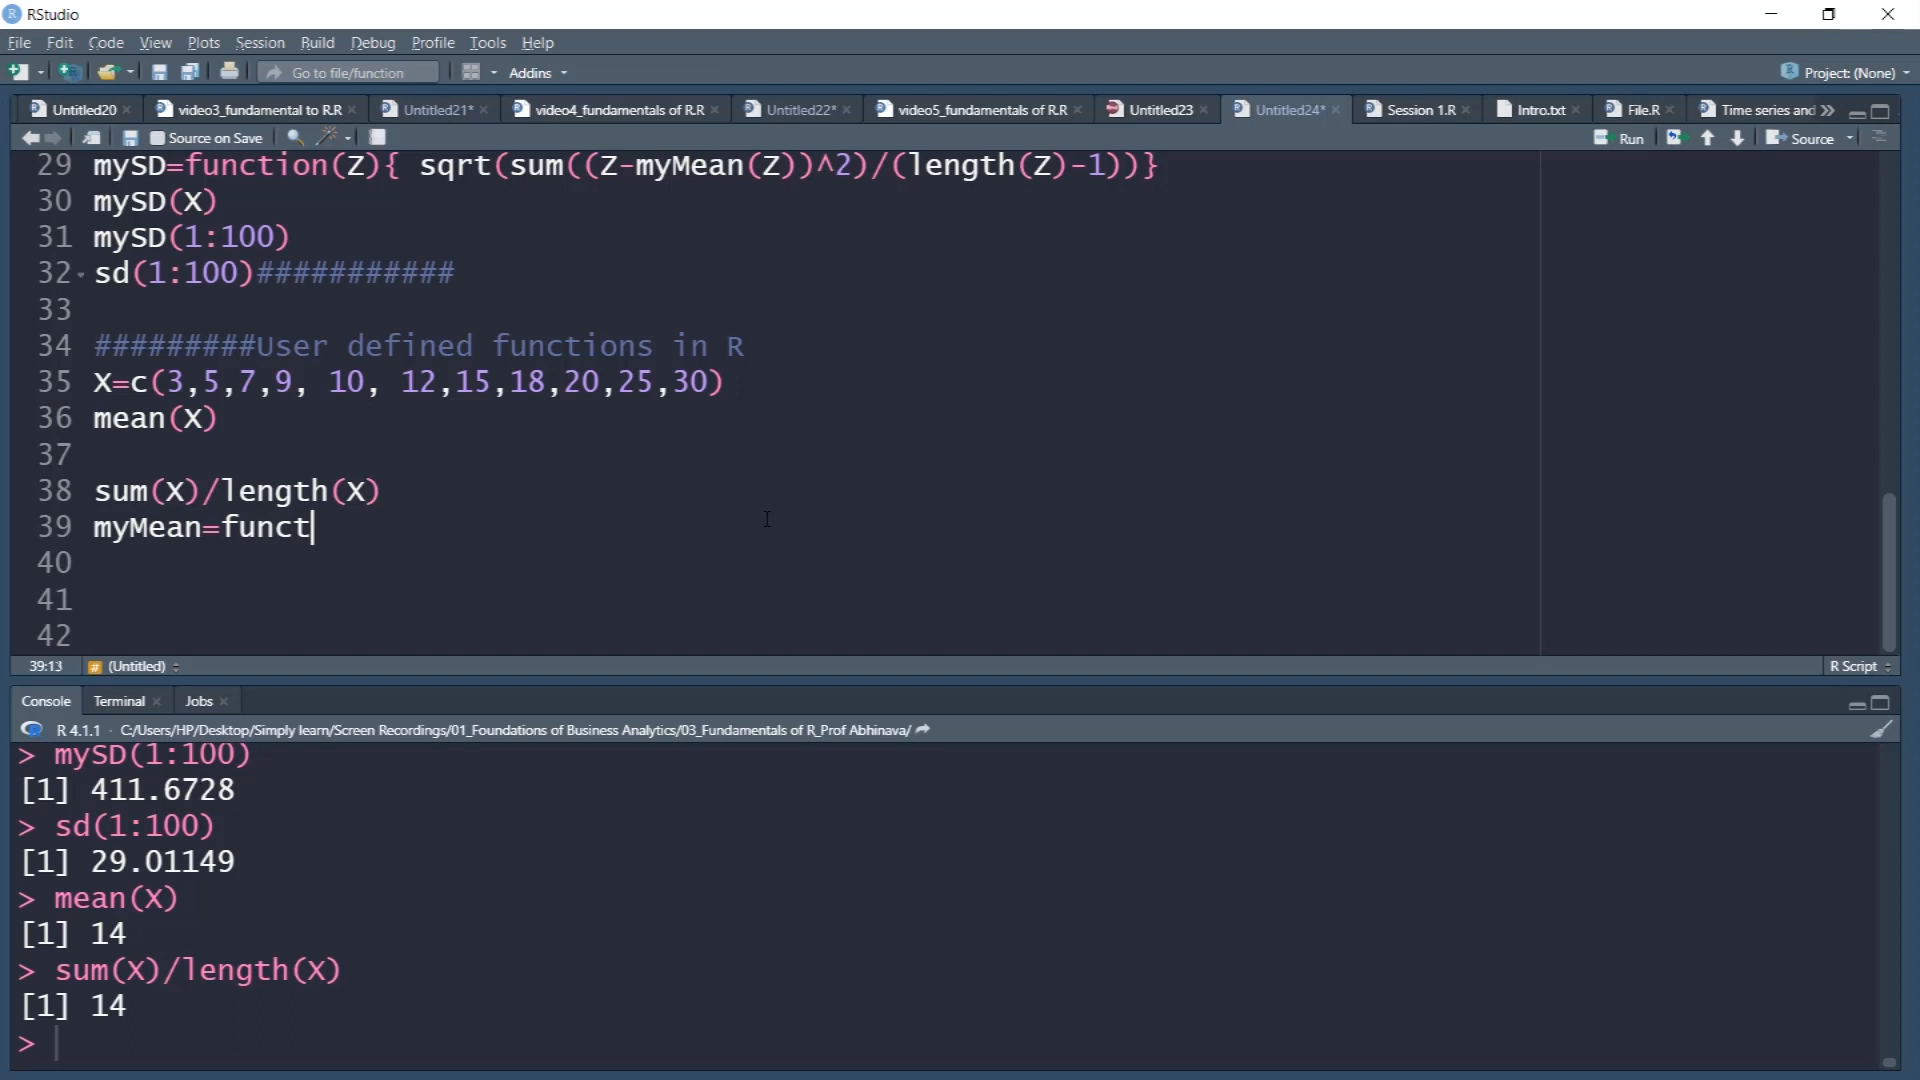 RStudio
File Edit Code View Plots Session Build Debug Profile Tools Help
Go to file/function Addins Project: (None)
Untitled20 video3_fundamental to R.R Untitled21* video4_fundamentals of R.R Untitled22* video5_fundamentals of R.R Untitled23 Untitled24* Session 1.R Intro.txt File.R Time series and
Source on Save Run Source
29 mySD=function(Z){ sqrt(sum((Z-myMean(Z))^2)/(length(Z)-1))}
30 mySD(X)
31 mySD(1:100)
32 sd(1:100)###########
33
34 #########User defined functions in R
35 X=c(3,5,7,9, 10, 12,15,18,20,25,30)
36 mean(X)
37
38 sum(X)/length(X)
39 myMean=funct
40
41
42
39:13 # (Untitled) R Script
Console Terminal Jobs
R 4.1.1 · C:/Users/HP/Desktop/Simply learn/Screen Recordings/01_Foundations of Business Analytics/03_Fundamentals of R_Prof Abhinava/
> mySD(1:100)
[1] 411.6728
> sd(1:100)
[1] 29.01149
> mean(X)
[1] 14
> sum(X)/length(X)
[1] 14
>